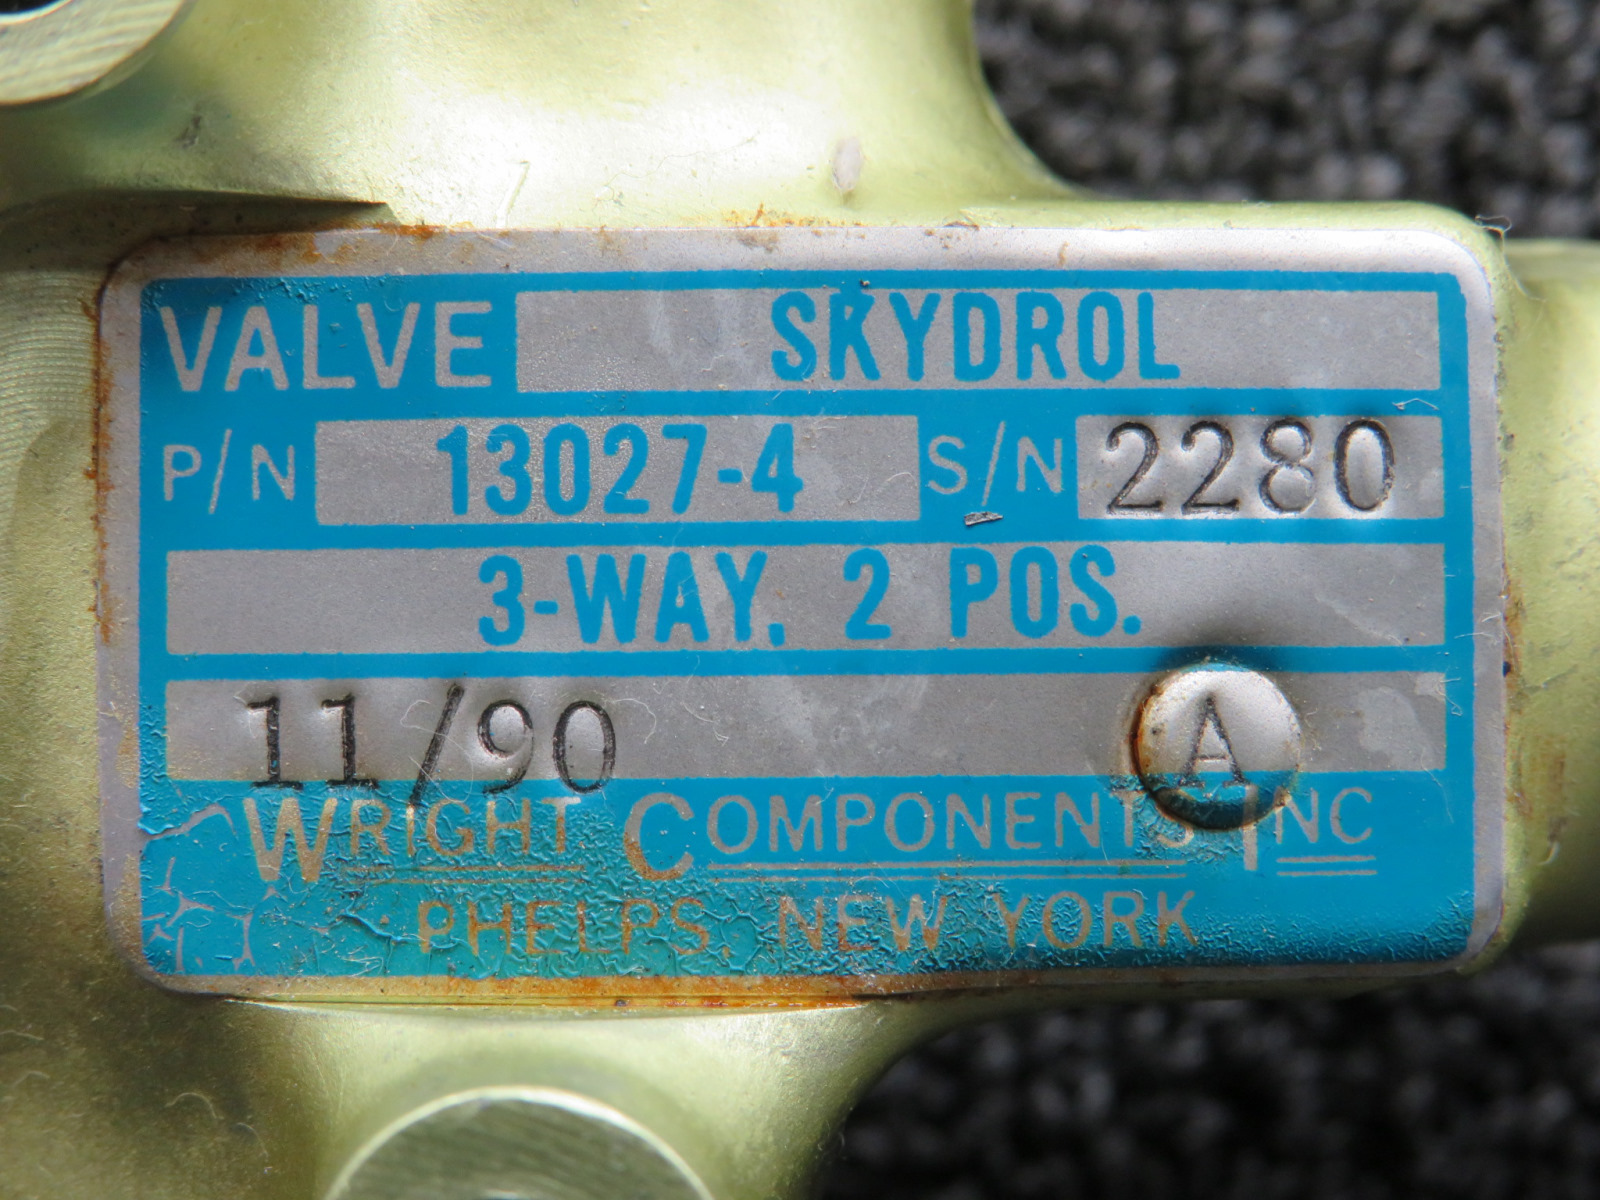 VALVE SKYDROL
P/N 13027-4 S/N 2280
3-WAY, 2 POS.
11/90 A
WRIGHT COMPONENTS INC
PHELPS, NEW YORK